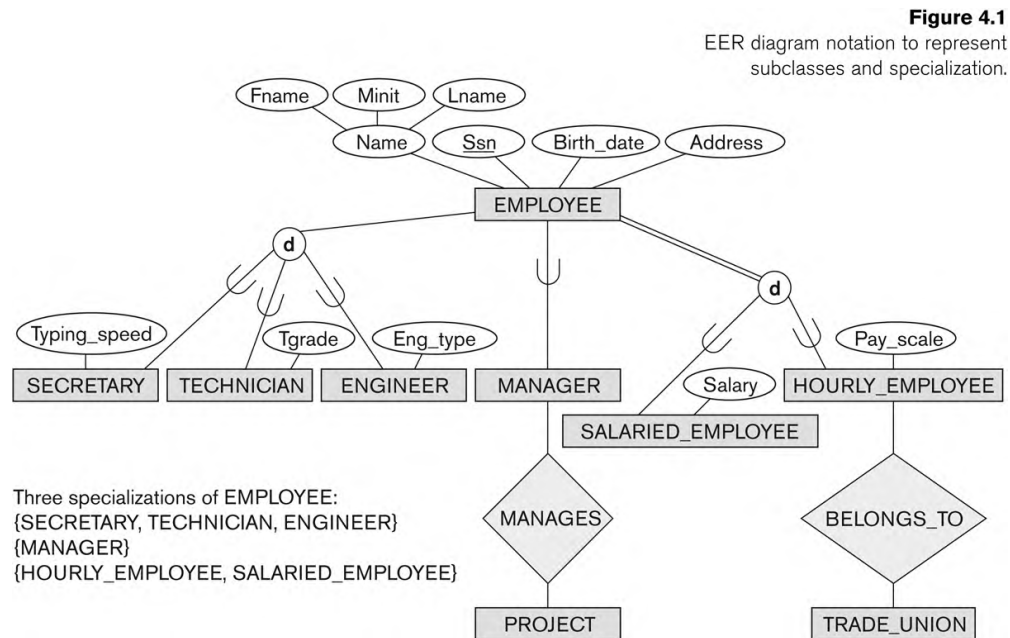 Figure 4.1
EER diagram notation to represent
subclasses and specialization.
Fname
Minit
Lname
Name
Ssn
Birth_date
Address
EMPLOYEE
d
d
Typing_speed
Tgrade
Eng_type
Pay_scale
SECRETARY
TECHNICIAN
ENGINEER
MANAGER
Salary
HOURLY_EMPLOYEE
SALARIED_EMPLOYEE
Three specializations of EMPLOYEE:
{SECRETARY, TECHNICIAN, ENGINEER}
{MANAGER}
{HOURLY_EMPLOYEE, SALARIED_EMPLOYEE}
MANAGES
BELONGS_TO
PROJECT
TRADE_UNION